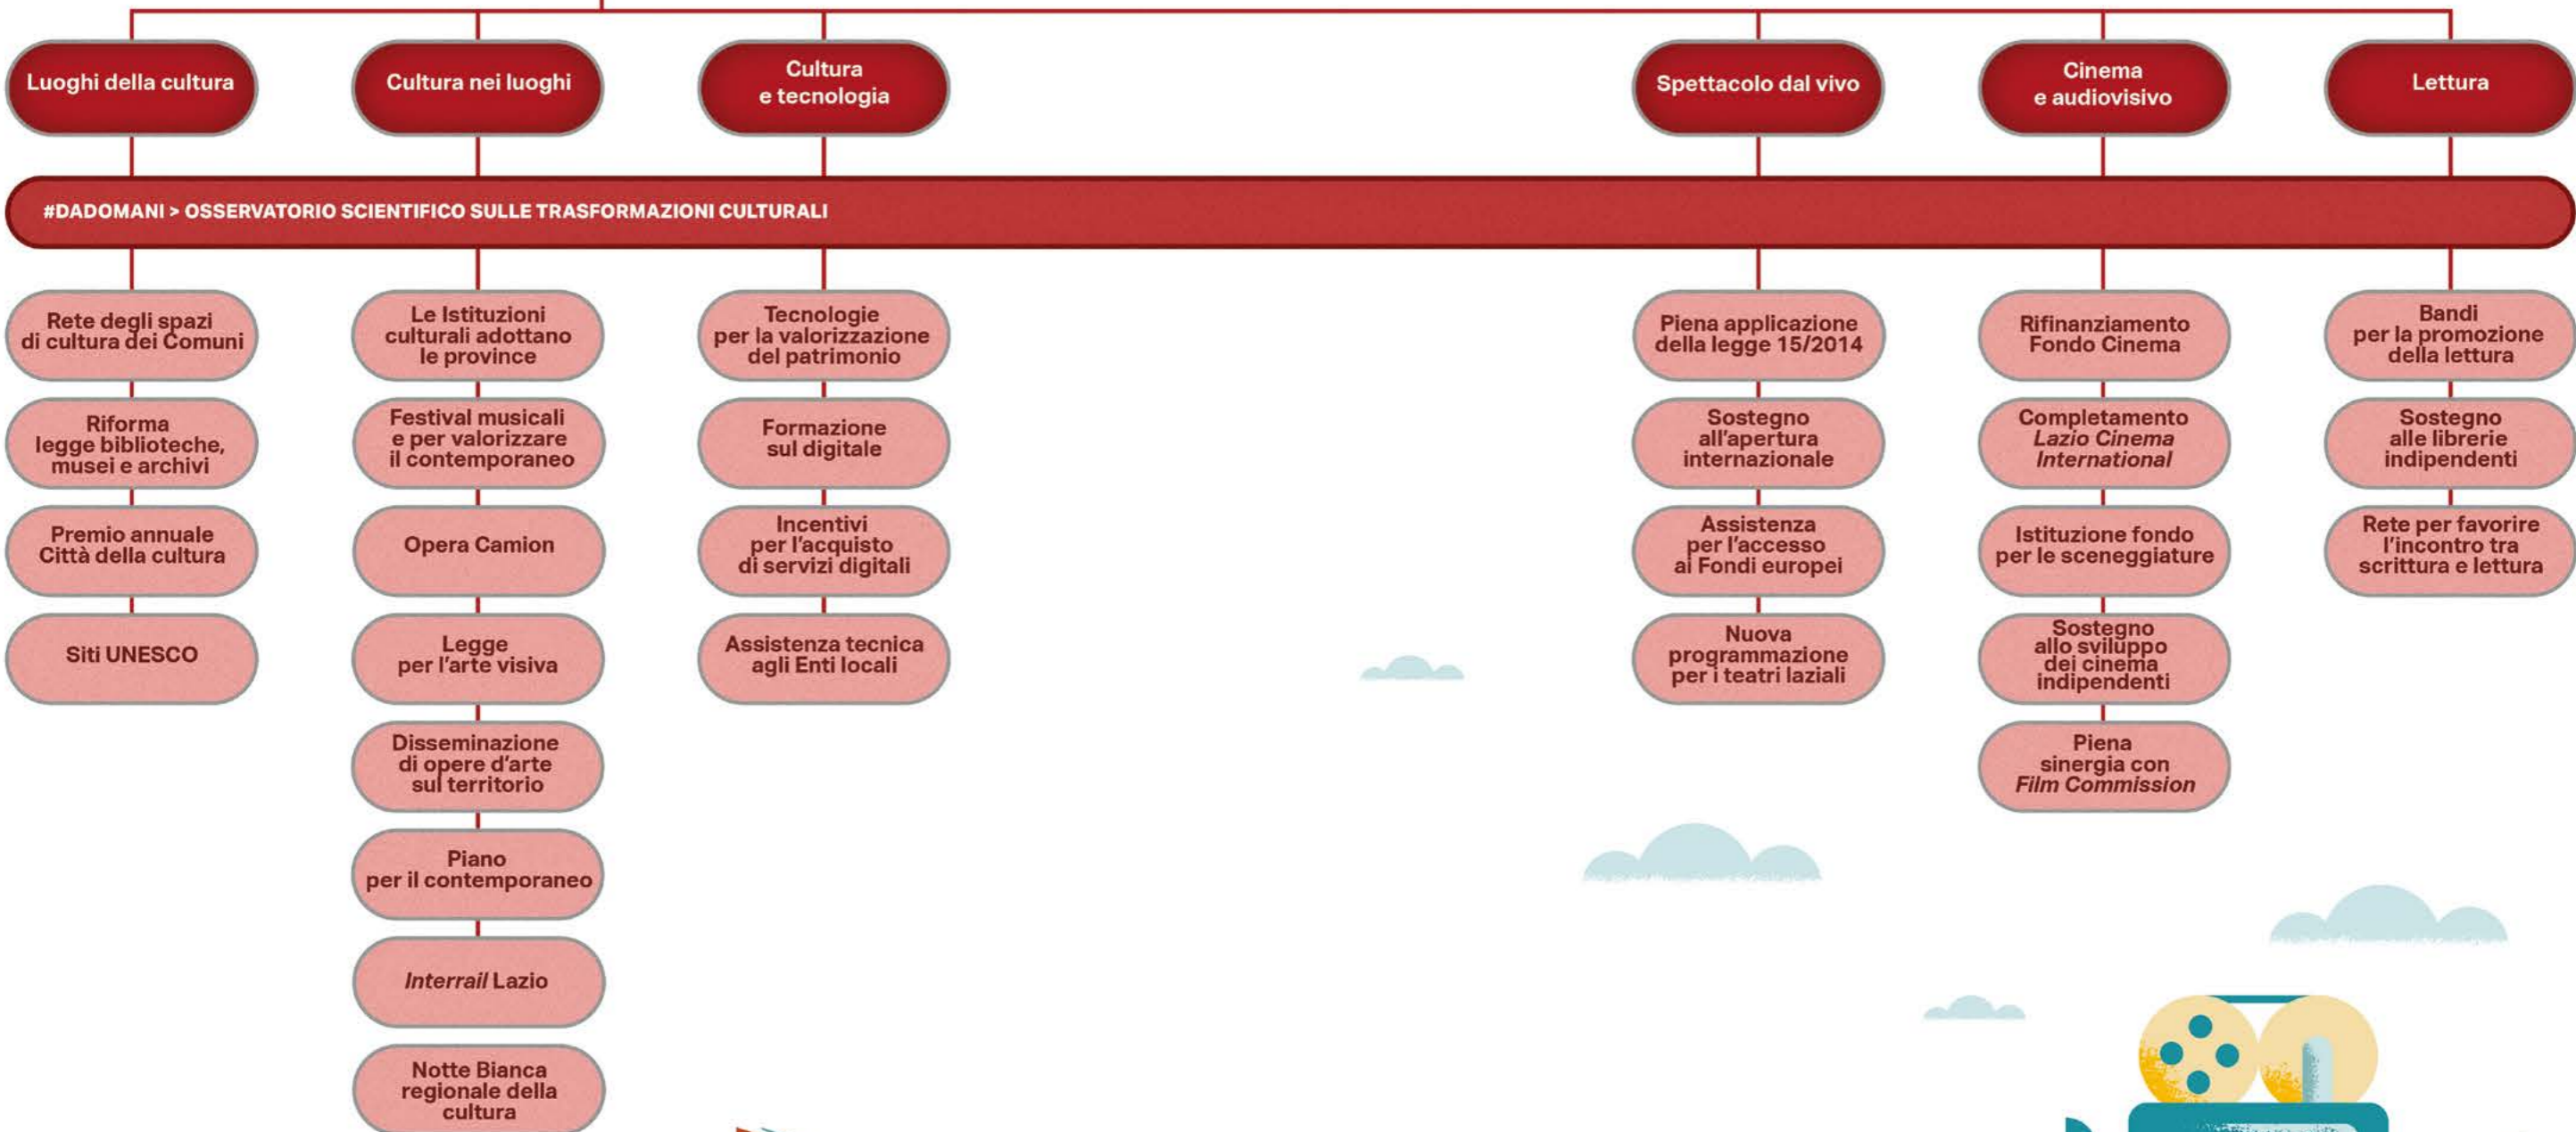 Luoghi della cultura
Cultura nei luoghi
Cultura
e tecnologia
Spettacolo dal vivo
Cinema
e audiovisivo
Lettura
#DADOMANI > OSSERVATORIO SCIENTIFICO SULLE TRASFORMAZIONI CULTURALI
Rete degli spazi
di cultura dei Comuni
Riforma
legge biblioteche,
musei e archivi
Premio annuale
Città della cultura
Siti UNESCO
Le Istituzioni
culturali adottano
le province
Festival musicali
e per valorizzare
il contemporaneo
Opera Camion
Legge
per l'arte visiva
Disseminazione
di opere d'arte
sul territorio
Piano
per il contemporaneo
Interrail Lazio
Notte Bianca
regionale della
cultura
Tecnologie
per la valorizzazione
del patrimonio
Formazione
sul digitale
Incentivi
per l'acquisto
di servizi digitali
Assistenza tecnica
agli Enti locali
Piena applicazione
della legge 15/2014
Sostegno
all'apertura
internazionale
Assistenza
per l'accesso
ai Fondi europei
Nuova
programmazione
per i teatri laziali
Rifinanziamento
Fondo Cinema
Completamento
Lazio Cinema
International
Istituzione fondo
per le sceneggiature
Sostegno
allo sviluppo
dei cinema
indipendenti
Piena
sinergia con
Film Commission
Bandi
per la promozione
della lettura
Sostegno
alle librerie
indipendenti
Rete per favorire
l'incontro tra
scrittura e lettura